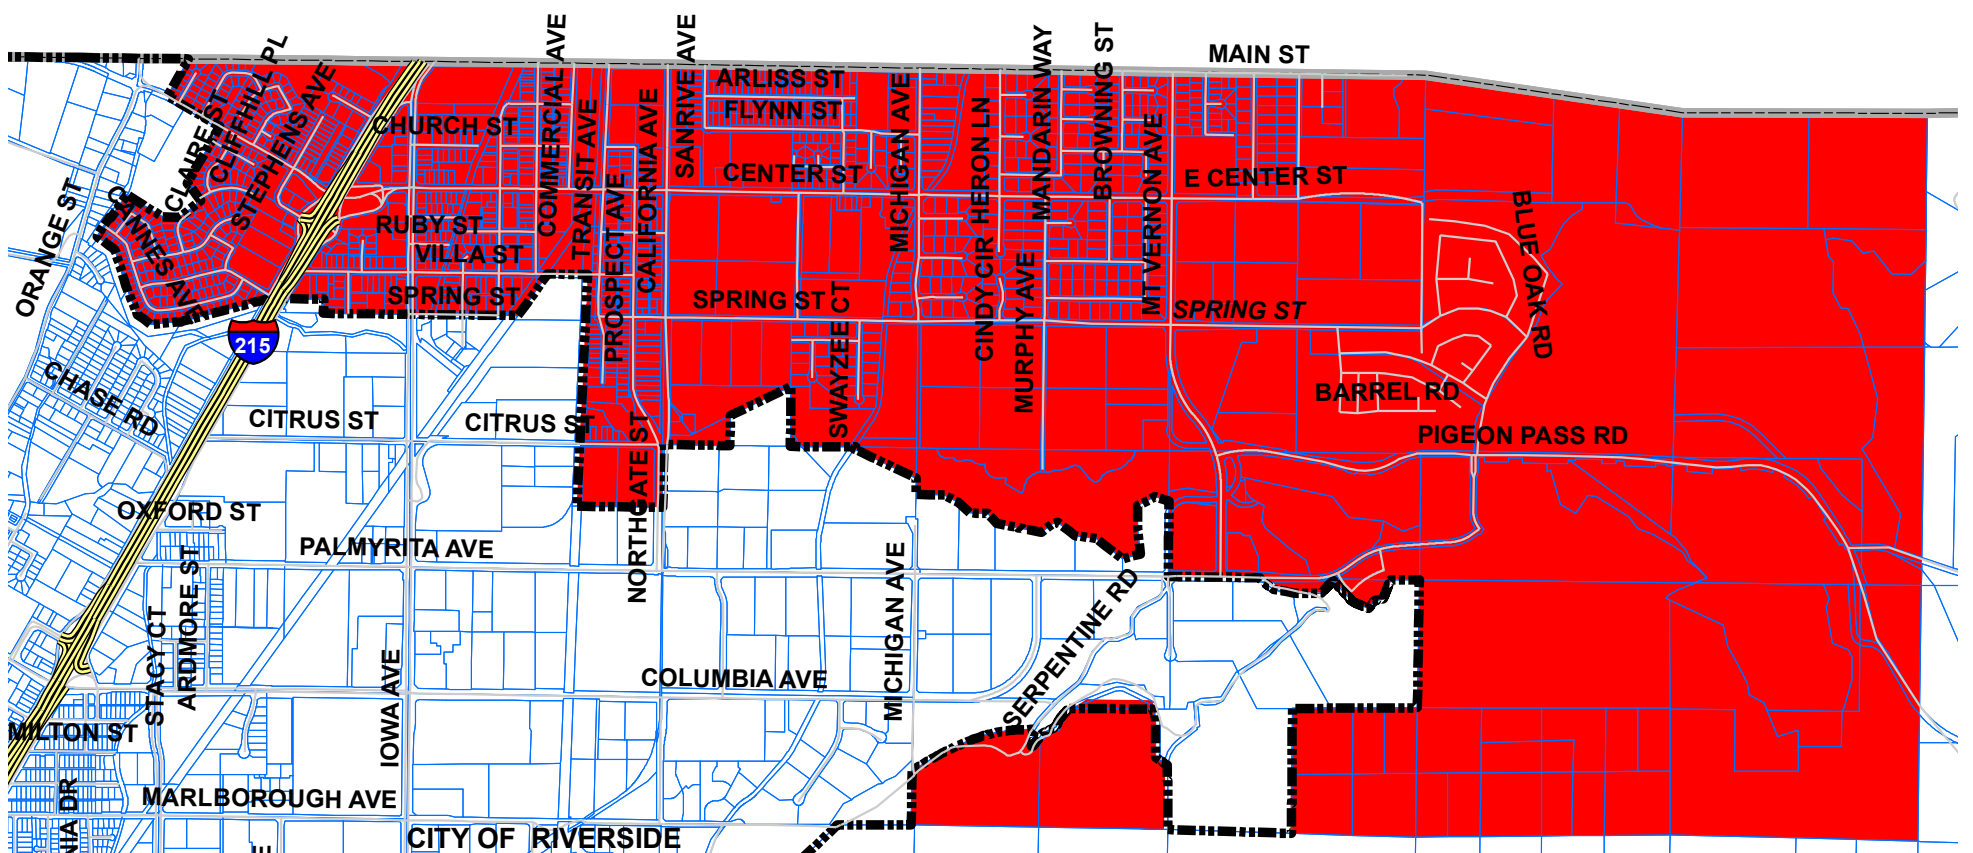 MAIN ST
COMMERCIAL AVE
SANRIVE AVE
MANDARIN WAY
BROWNING ST
CLIFFHILL PL
STEPHENS AVE
CLAIRE ST
ARLISS ST
FLYNN ST
CHURCH ST
TRANSIT AVE
CALIFORNIA AVE
MICHIGAN AVE
HERON LN
MT VERNON AVE
CENTER ST
E CENTER ST
ORANGE ST
CANNES AVE
RUBY ST
VILLA ST
PROSPECT AVE
CINDY CIR
MURPHY AVE
BLUE OAK RD
SPRING ST
SPRING ST
SPRING ST
SWAYZEE CT
215
CHASE RD
CITRUS ST
CITRUS ST
BARREL RD
PIGEON PASS RD
NORTHGATE ST
OXFORD ST
PALMYRITA AVE
ARDMORE ST
STACY CT
IOWA AVE
MICHIGAN AVE
SERPENTINE RD
COLUMBIA AVE
MILTON ST
MARLBOROUGH AVE
CITY OF RIVERSIDE